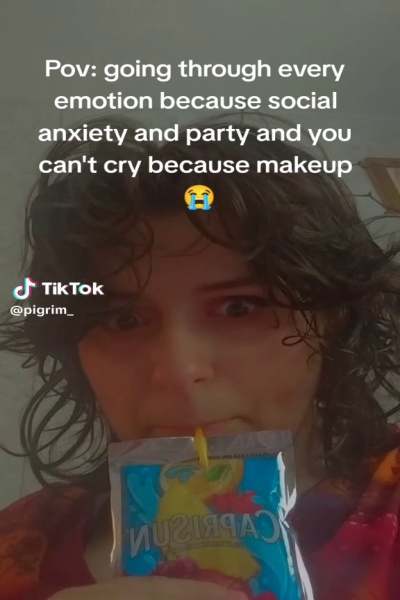 Pov: going through every
emotion because social
anxiety and party and you
can't cry because makeup
😭
TikTok
@pigrim_
CAPRISUN